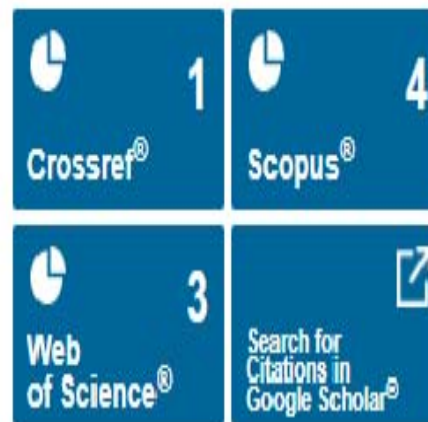 1
Crossref®
4
Scopus®
3
Web
of Science®
Search for
Citations in
Google Scholar®